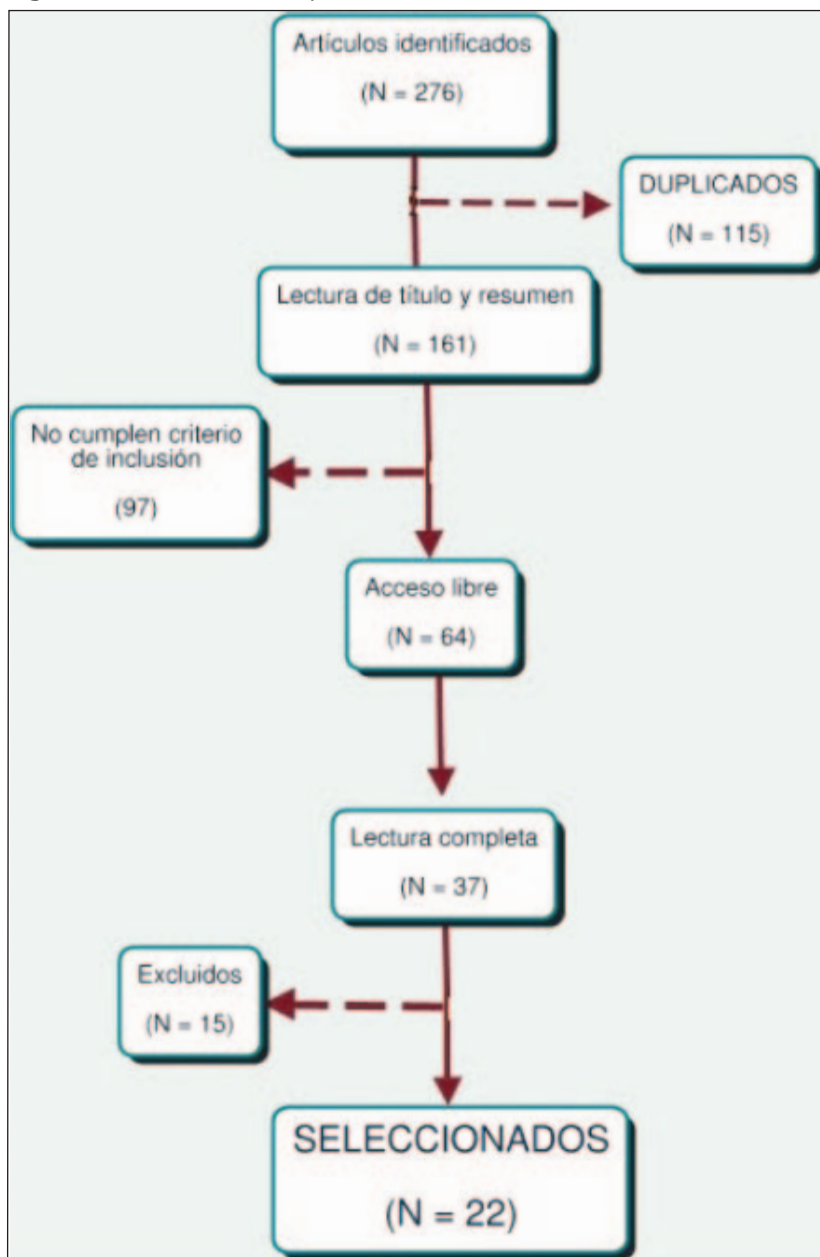 Artículos identificados
(N = 276)
DUPLICADOS
(N = 115)
Lectura de título y resumen
(N = 161)
No cumplen criterio
de inclusión
(97)
Acceso libre
(N = 64)
Lectura completa
(N = 37)
Excluidos
(N = 15)
SELECCIONADOS
(N = 22)